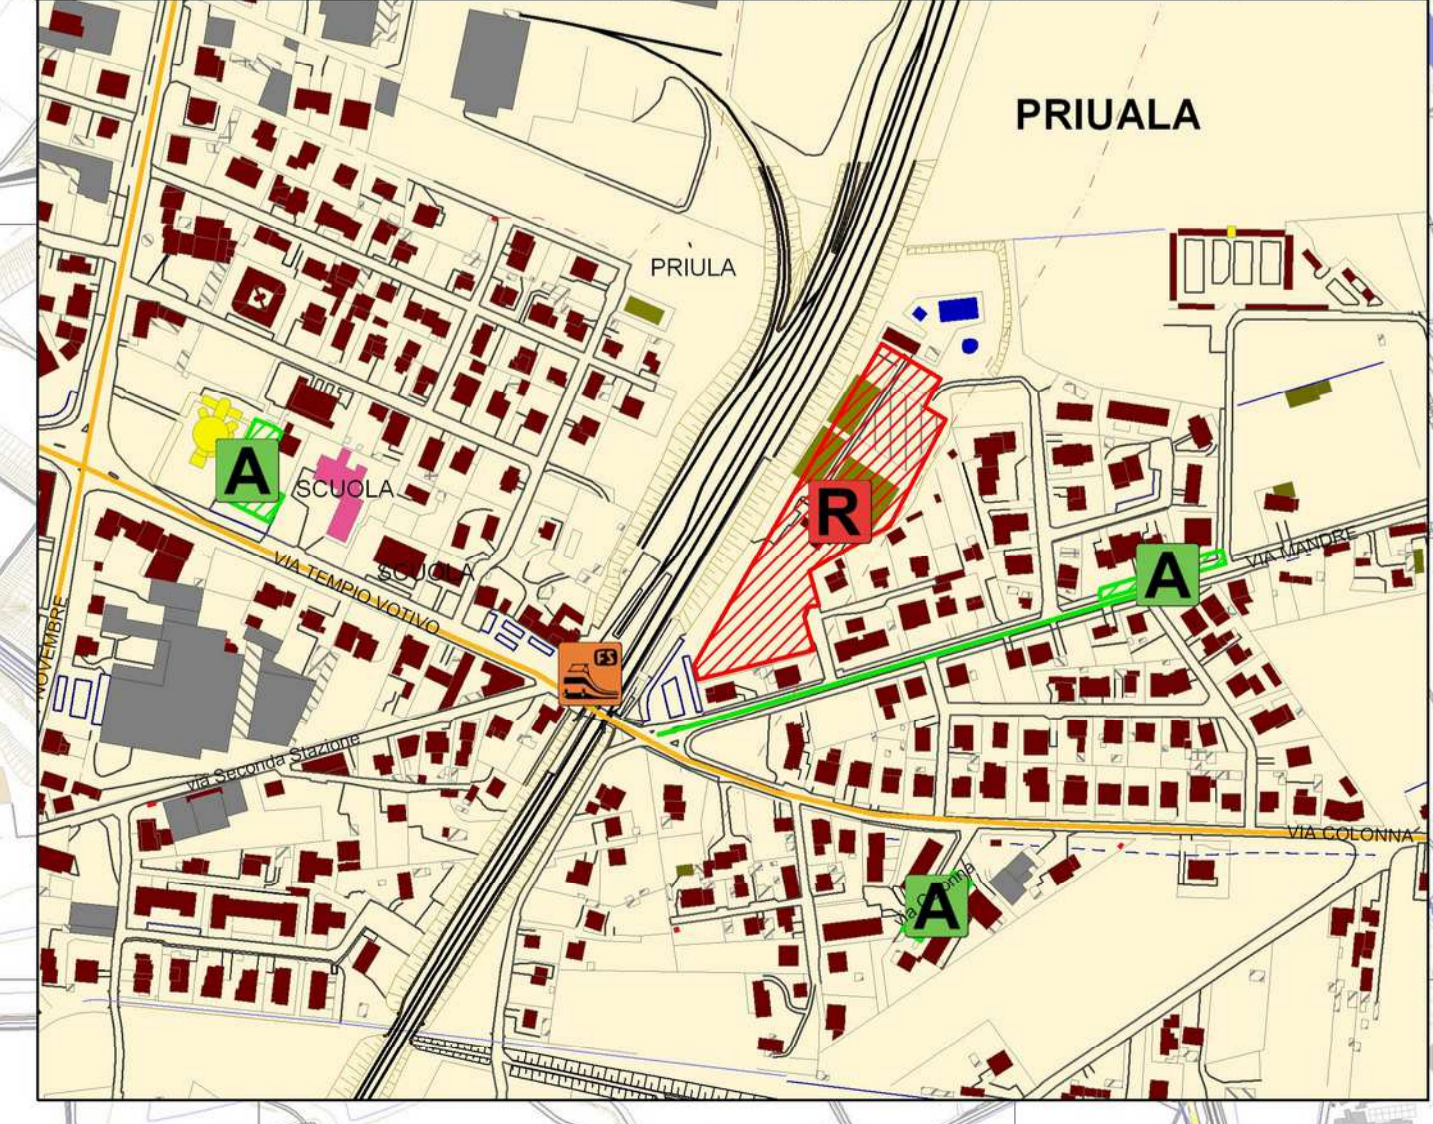 PRIUALA
PRIULA
A
SCUOLA
R
VIA MANDRE
A
SCUOLA
VIA TEMPIO VOTIVO
NOVEMBRE
FS
via Seconda Stazione
VIA COLONNA
via Colonna
A